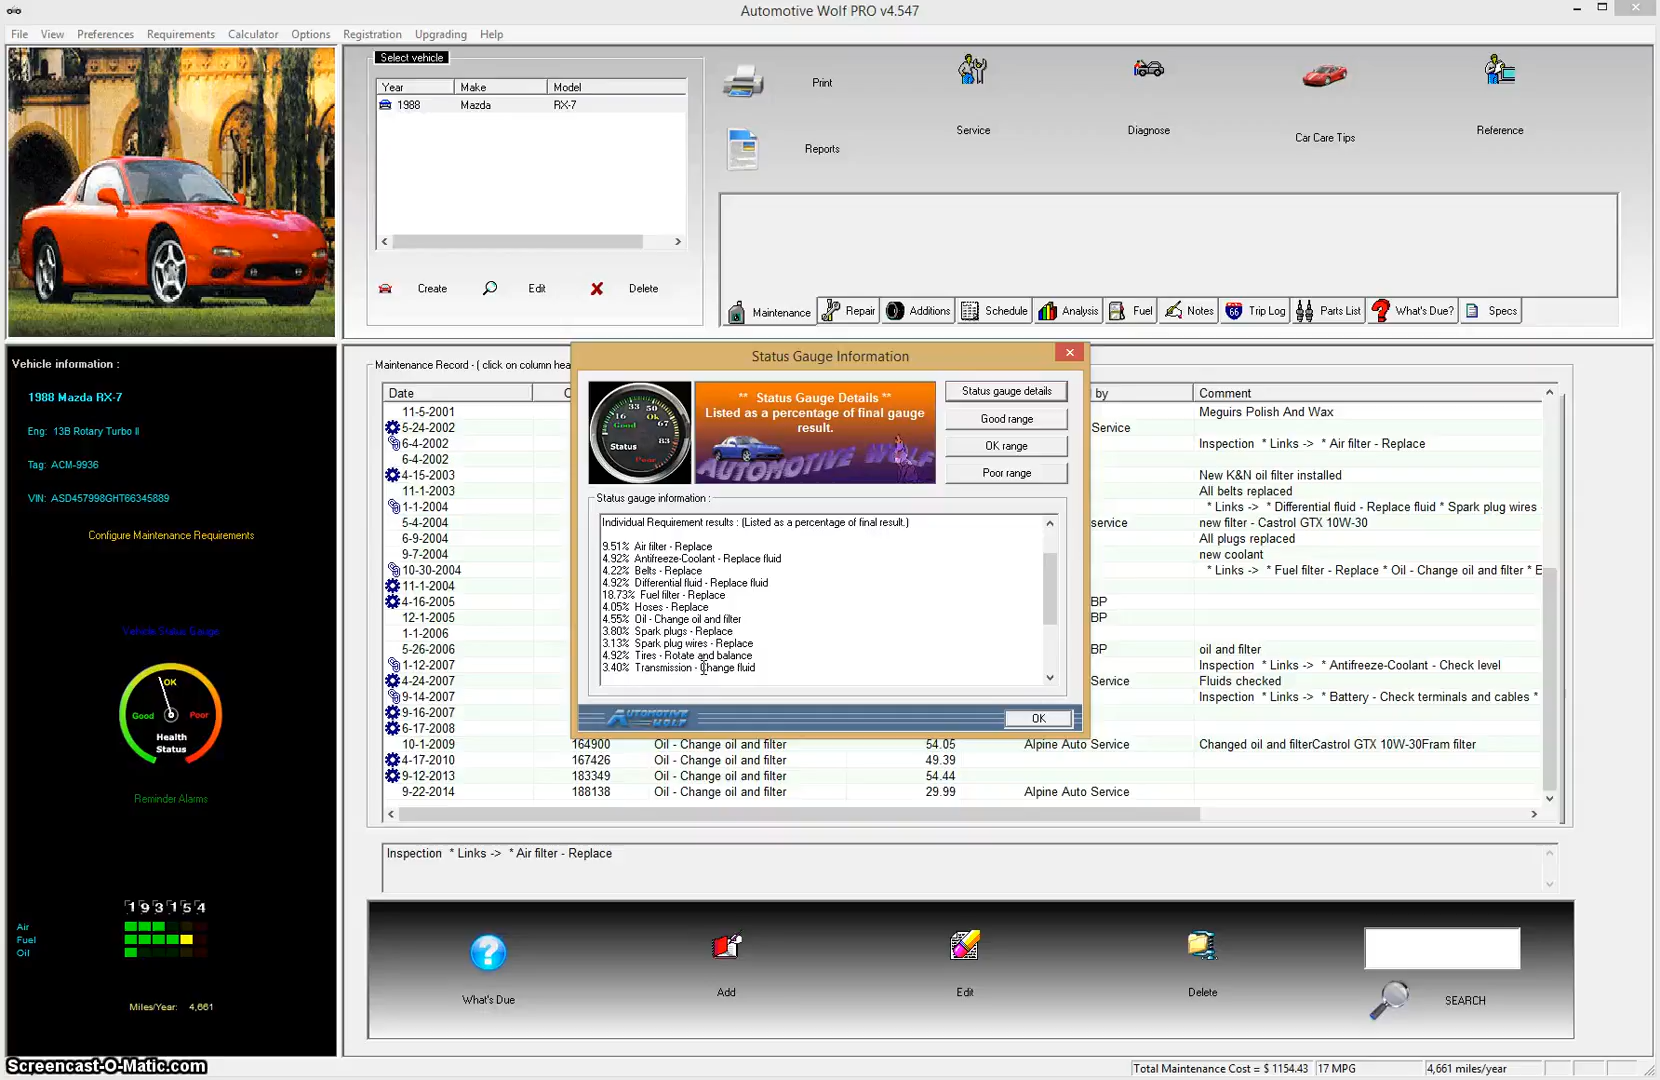 Automotive Wolf PRO v4.547
File View Preferences Requirements Calculator Options Registration Upgrading Help
Select vehicle
Year Make Model
1988 Mazda RX-7
Create Edit Delete
Print
Reports
Service
Diagnose
Car Care Tips
Reference
Maintenance Repair Additions Schedule Analysis Fuel Notes Trip Log Parts List What's Due? Specs
Vehicle information :
1988 Mazda RX-7
Eng: 13B Rotary Turbo II
Tag: ACM-9936
VIN: ASD457998GHT66345889
Configure Maintenance Requirements
Vehicle Status Gauge
OK
Good Poor
Health
Status
Reminder Alarms
193154
Air
Fuel
Oil
Miles/Year: 4,661
Maintenance Record - ( click on column hea
Date by Comment
11-5-2001 Meguirs Polish And Wax
5-24-2002 Service
6-4-2002 Inspection * Links -> * Air filter - Replace
6-4-2002
4-15-2003 New K&N oil filter installed
11-1-2003 All belts replaced
1-1-2004 * Links -> * Differential fluid - Replace fluid * Spark plug wires
5-4-2004 service new filter - Castrol GTX 10W-30
6-9-2004 All plugs replaced
9-7-2004 new coolant
10-30-2004 * Links -> * Fuel filter - Replace * Oil - Change oil and filter * E
11-1-2004
4-16-2005 BP
12-1-2005
1-1-2006
5-26-2006 BP oil and filter
1-12-2007 Inspection * Links -> * Antifreeze-Coolant - Check level
4-24-2007 Service Fluids checked
9-14-2007 Inspection * Links -> * Battery - Check terminals and cables *
9-16-2007
6-17-2008
10-1-2009 164900 Oil - Change oil and filter 54.05 Alpine Auto Service Changed oil and filterCastrol GTX 10W-30Fram filter
4-17-2010 167426 Oil - Change oil and filter 49.39
9-12-2013 183349 Oil - Change oil and filter 54.44
9-22-2014 188138 Oil - Change oil and filter 29.99 Alpine Auto Service
Status Gauge Information
16 33 50 67 83
Good Ok
Status
Poor
** Status Gauge Details **
Listed as a percentage of final gauge
result.
AUTOMOTIVE WOLF
Status gauge details
Good range
OK range
Poor range
Status gauge information :
Individual Requirement results : (Listed as a percentage of final result.)
9.51% Air filter - Replace
4.92% Antifreeze-Coolant - Replace fluid
4.22% Belts - Replace
4.92% Differential fluid - Replace fluid
18.73% Fuel filter - Replace
4.05% Hoses - Replace
4.55% Oil - Change oil and filter
3.80% Spark plugs - Replace
3.13% Spark plug wires - Replace
4.92% Tires - Rotate and balance
3.40% Transmission - Change fluid
AUTOMOTIVE WOLF
OK
Inspection * Links -> * Air filter - Replace
What's Due Add Edit Delete SEARCH
Screencast-O-Matic.com
Total Maintenance Cost = $ 1154.43 17 MPG 4,661 miles/year